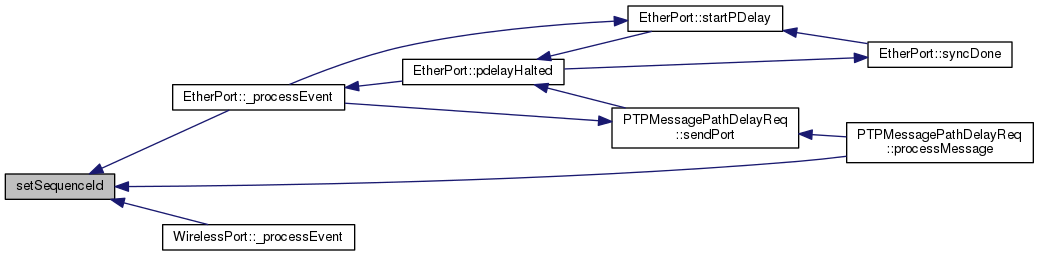 EtherPort::startPDelay
EtherPort::syncDone
EtherPort::pdelayHalted
EtherPort::_processEvent
PTPMessagePathDelayReq
::sendPort
PTPMessagePathDelayReq
::processMessage
setSequenceId
WirelessPort::_processEvent